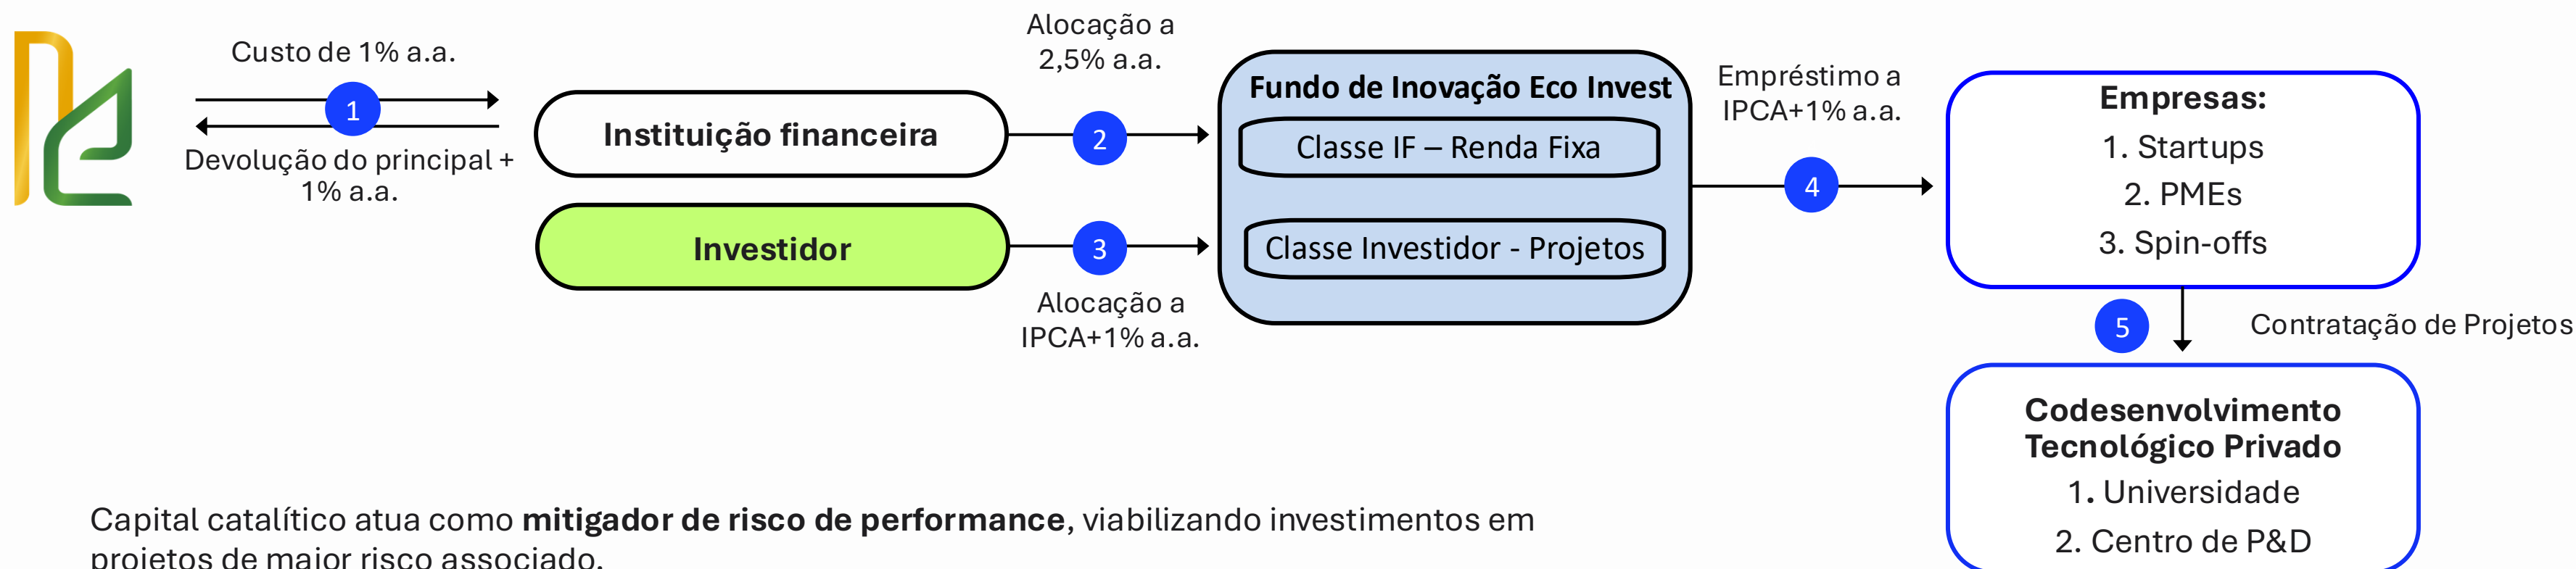 Custo de 1% a.a.
1
Devolução do principal +
1% a.a.
Instituição financeira
Investidor
Alocação a
2,5% a.a.
2
3
Alocação a
IPCA+1% a.a.
Fundo de Inovação Eco Invest
Classe IF – Renda Fixa
Classe Investidor - Projetos
Empréstimo a
IPCA+1% a.a.
4
Empresas:
1. Startups
2. PMEs
3. Spin-offs
5
Contratação de Projetos
Codesenvolvimento
Tecnológico Privado
1. Universidade
2. Centro de P&D
Capital catalítico atua como mitigador de risco de performance, viabilizando investimentos em
projetos de maior risco associado.